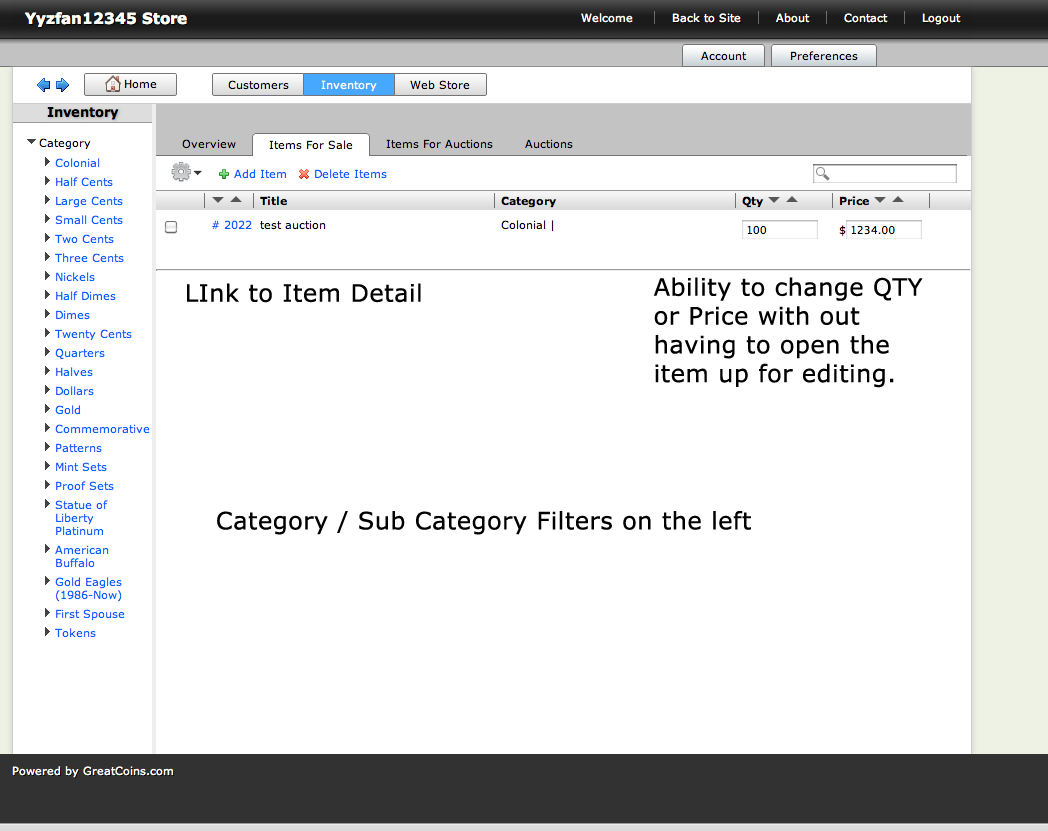 Yyzfan12345 Store
Welcome Back to Site About Contact Logout
Account Preferences
Home Customers Inventory Web Store
Inventory
Category
Colonial
Half Cents
Large Cents
Small Cents
Two Cents
Three Cents
Nickels
Half Dimes
Dimes
Twenty Cents
Quarters
Halves
Dollars
Gold
Commemorative
Patterns
Mint Sets
Proof Sets
Statue of
Liberty
Platinum
American
Buffalo
Gold Eagles
(1986-Now)
First Spouse
Tokens
Overview Items For Sale Items For Auctions Auctions
Add Item Delete Items
Title Category Qty Price
# 2022 test auction Colonial | 100 $ 1234.00
LInk to Item Detail
Ability to change QTY
or Price with out
having to open the
item up for editing.
Category / Sub Category Filters on the left
Powered by GreatCoins.com